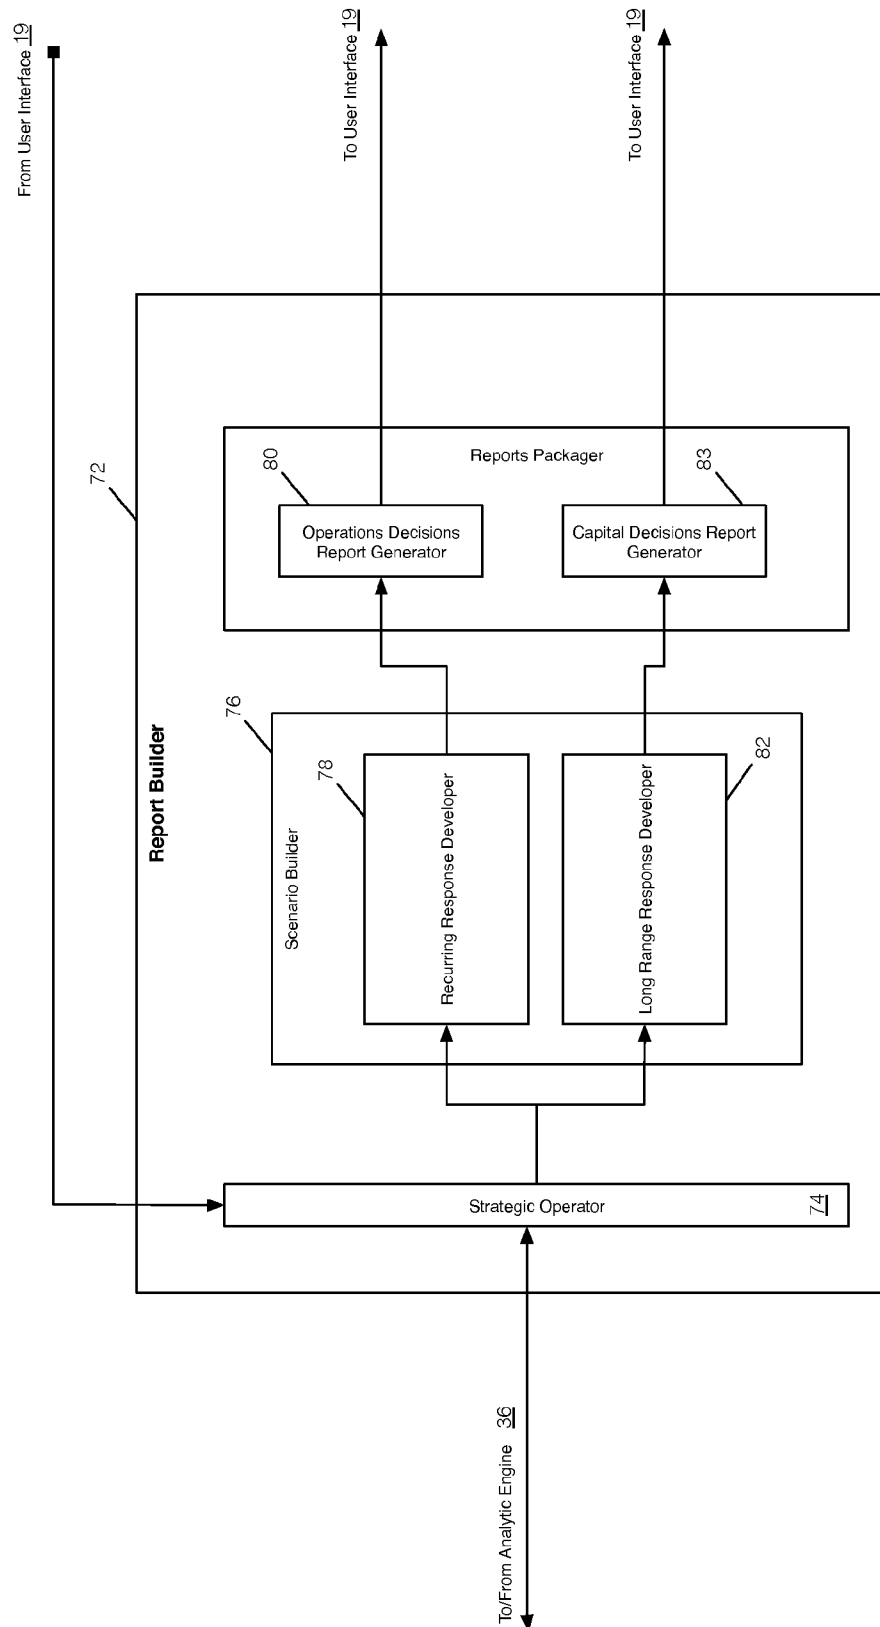 From User Interface 19
To User Interface 19
To User Interface 19
72
Report Builder
80
Reports Packager
83
Operations Decisions
Report Generator
Capital Decisions Report
Generator
76
Scenario Builder
78
Recurring Response Developer
82
Long Range Response Developer
Strategic Operator
74
To/From Analytic Engine 36